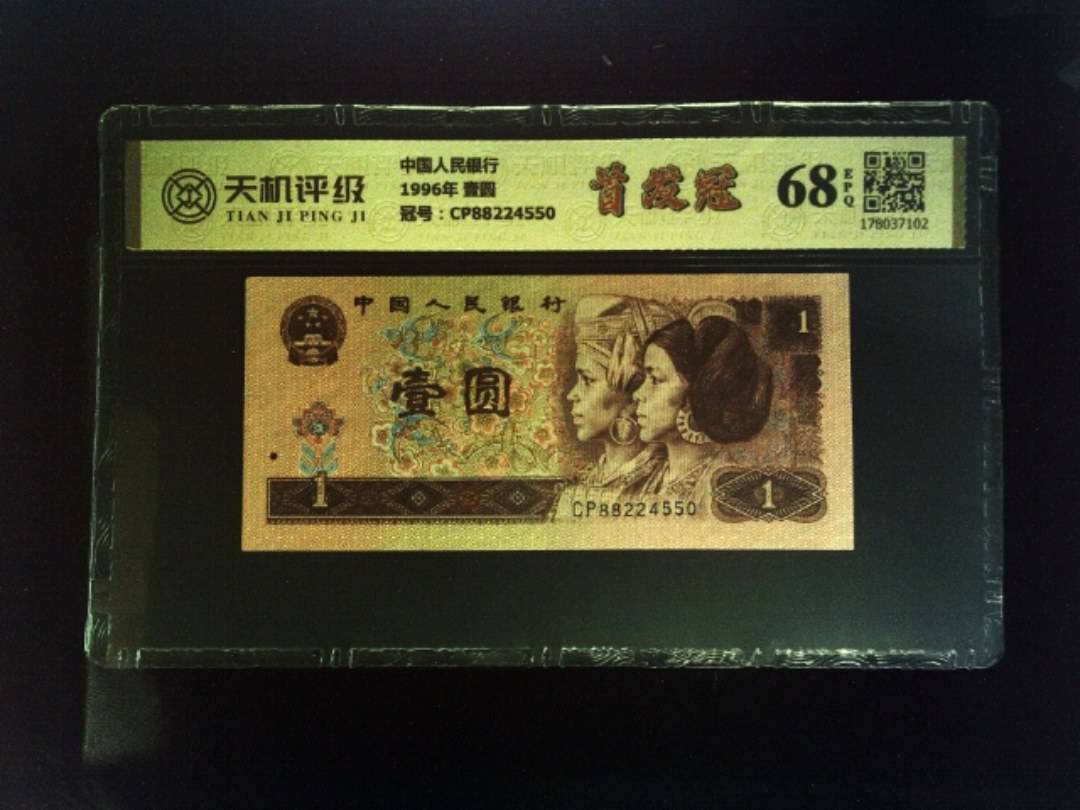 天机评级
TIAN JI PING JI
中国人民银行
1996年 壹圆
冠号：CP88224550
首发冠
68
EPQ
178037102
中国人民银行
1
壹圆
1
CP88224550
1